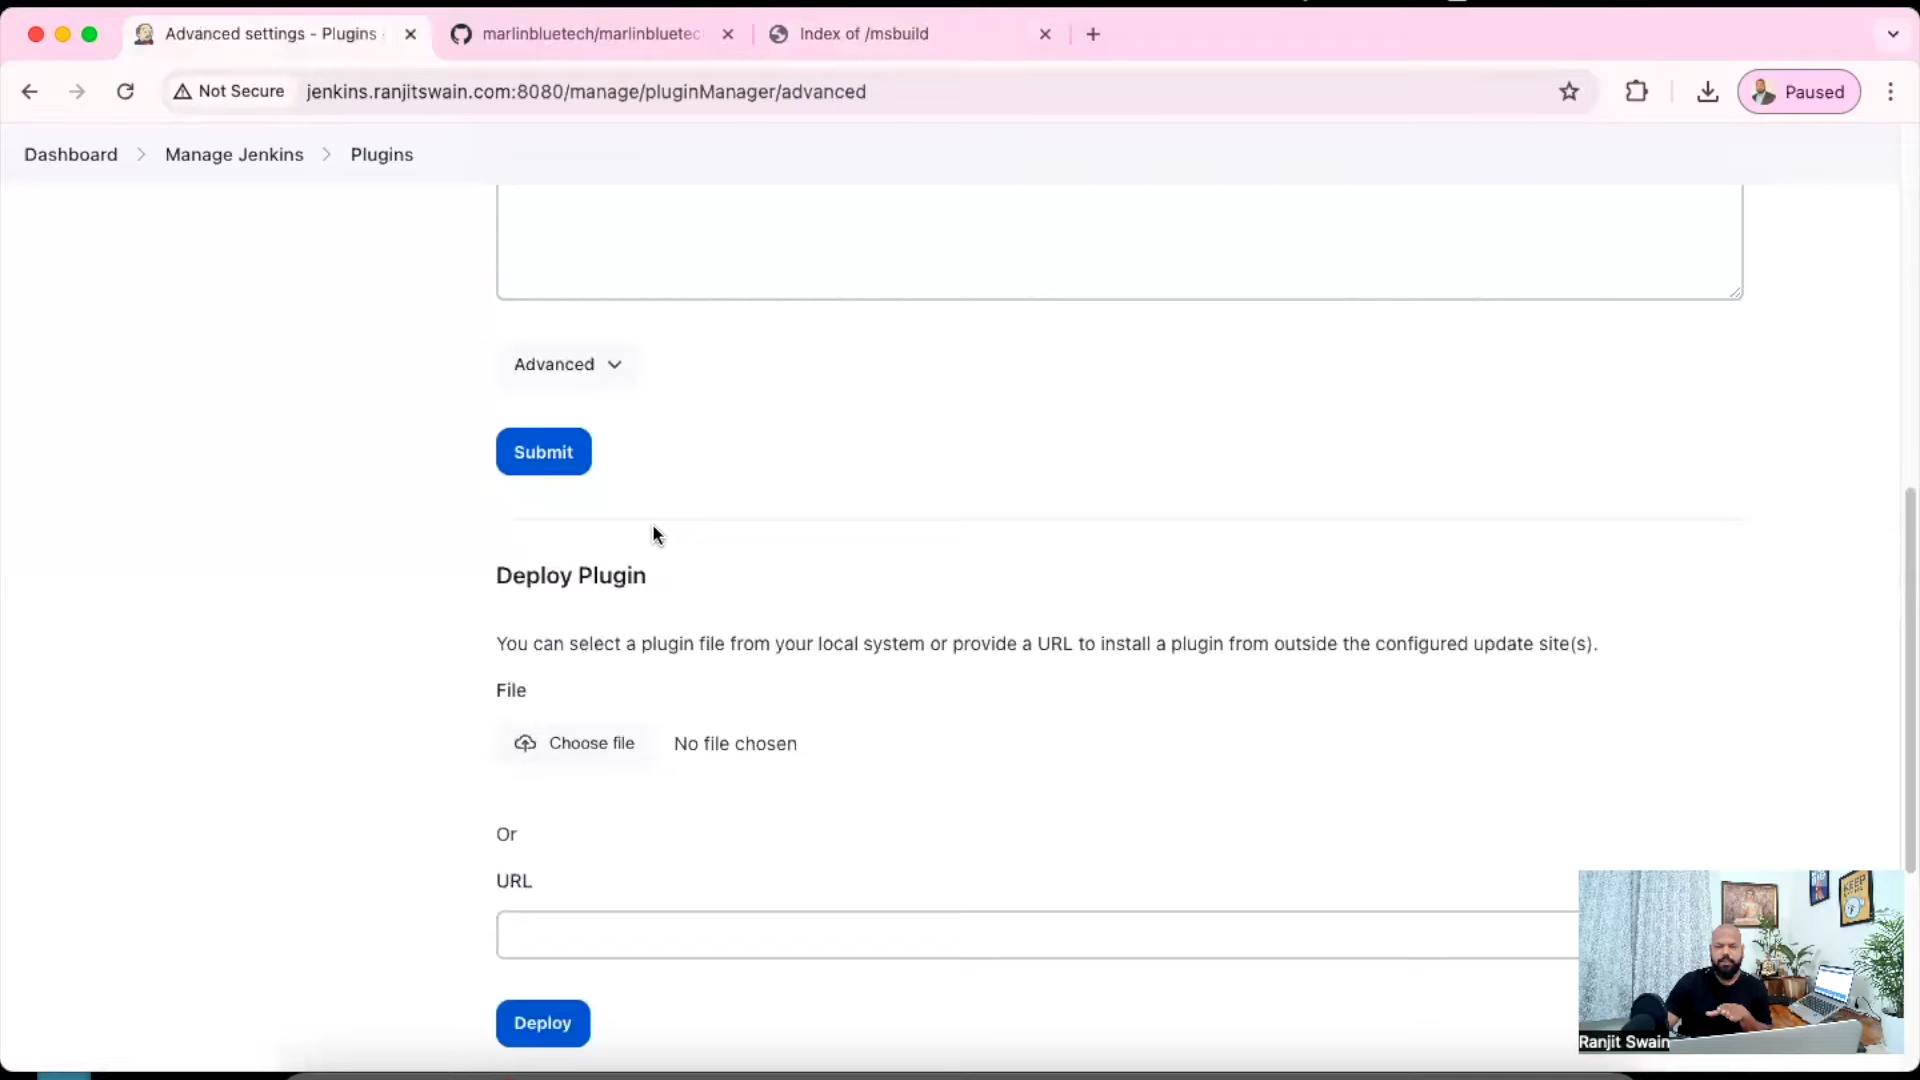 Advanced settings - Plugins
marlinbluetech/marlinbluetec
Index of /msbuild
Not Secure
jenkins.ranjitswain.com:8080/manage/pluginManager/advanced
Paused
Dashboard
Manage Jenkins
Plugins
Advanced
Submit
Deploy Plugin
You can select a plugin file from your local system or provide a URL to install a plugin from outside the configured update site(s).
File
Choose file
No file chosen
Or
URL
Deploy
KEEP
Ranjit Swain